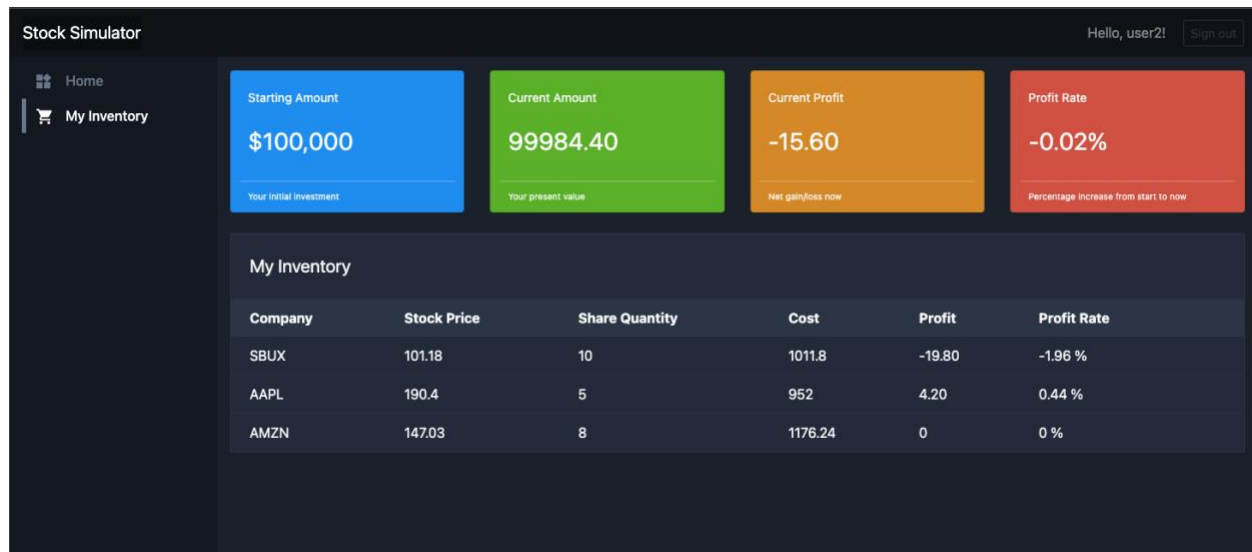 Stock Simulator
Hello, user2! Sign out
Home
My Inventory
Starting Amount
$100,000
Your initial investment
Current Amount
99984.40
Your present value
Current Profit
-15.60
Net gain/loss now
Profit Rate
-0.02%
Percentage increase from start to now
My Inventory
Company Stock Price Share Quantity Cost Profit Profit Rate
SBUX 101.18 10 1011.8 -19.80 -1.96 %
AAPL 190.4 5 952 4.20 0.44 %
AMZN 147.03 8 1176.24 0 0 %